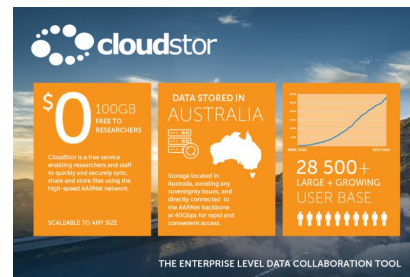 cloudstor
$0
100GB
FREE TO
RESEARCHERS
CloudStor is a free service
enabling researchers and staff
to quickly and securely sync,
share and store files using the
high-speed AARNet network.
SCALEABLE TO ANY SIZE
DATA STORED IN
AUSTRALIA
Storage located in
Australia, avoiding any
sovereignty issues, and
directly connected to
the AARNet backbone
at 40Gbps for rapid and
convenient access.
28 500+
LARGE + GROWING
USER BASE
THE ENTERPRISE LEVEL DATA COLLABORATION TOOL